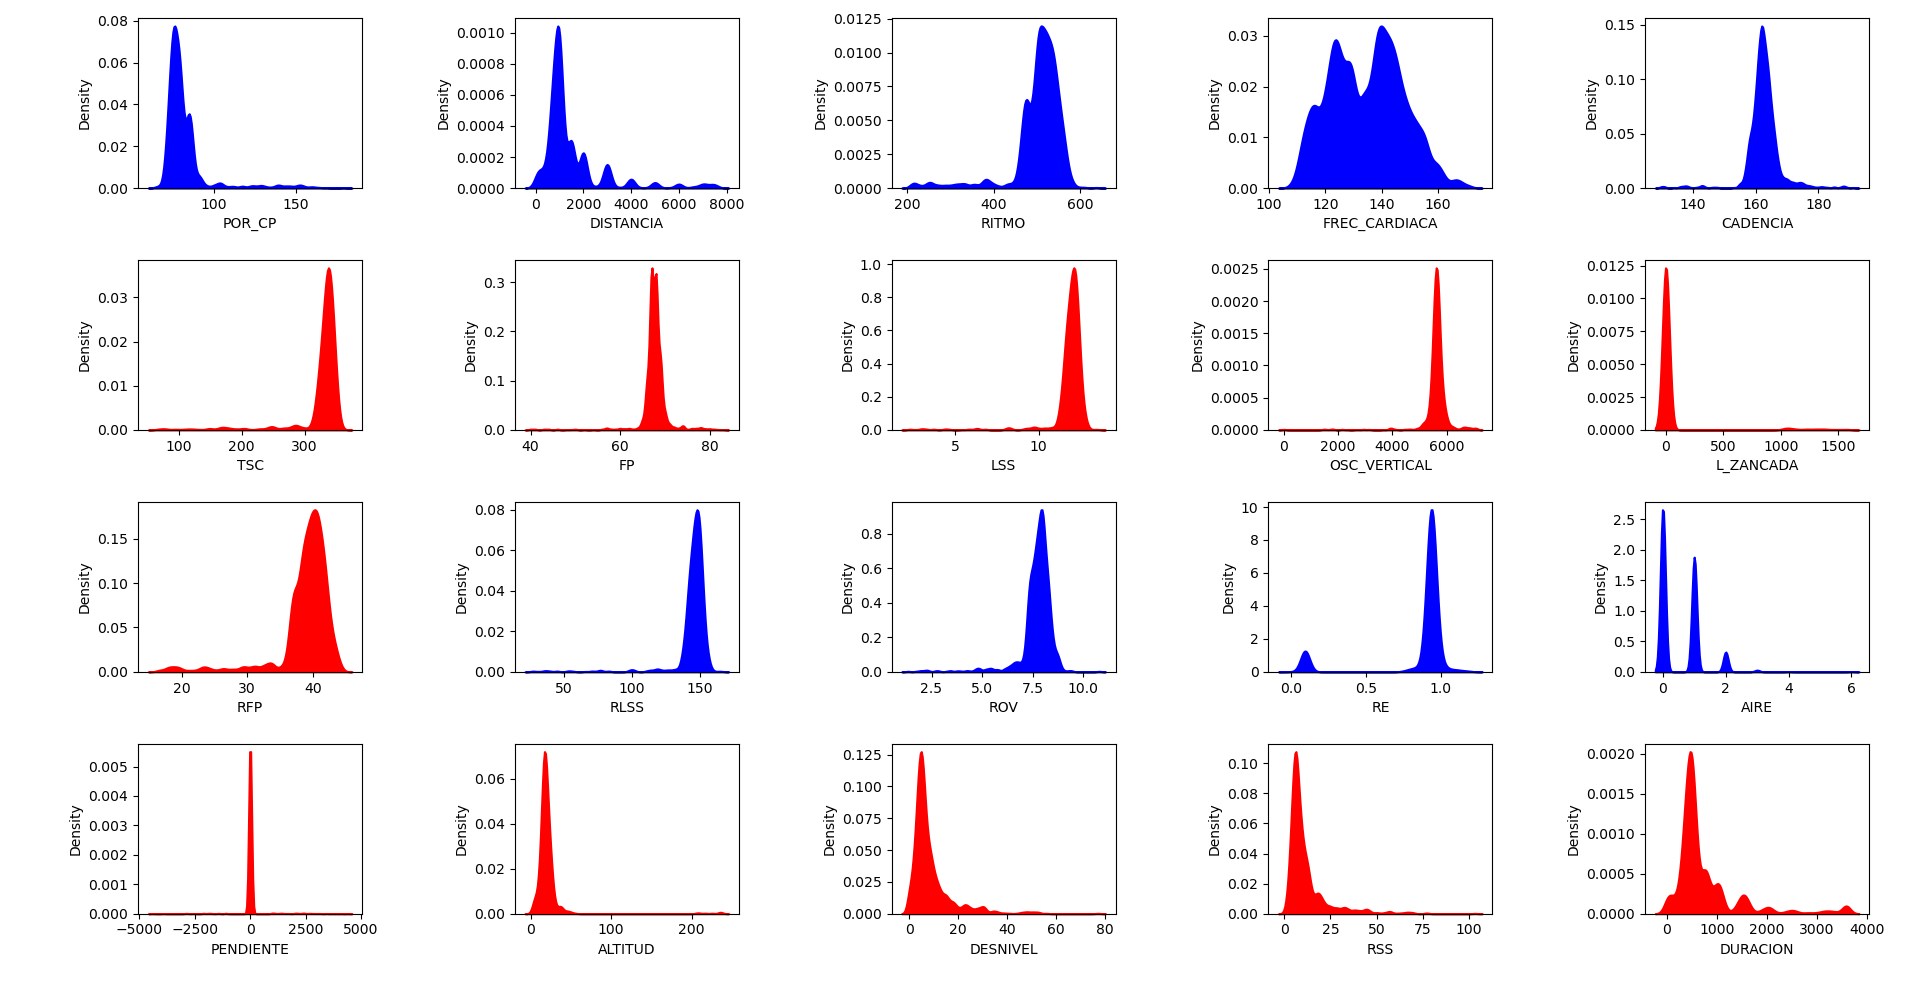 0.08
0.06
0.04
0.02
0.00
Density
100 150
POR_CP
0.0010
0.0008
0.0006
0.0004
0.0002
0.0000
Density
0 2000 4000 6000 8000
DISTANCIA
0.0125
0.0100
0.0075
0.0050
0.0025
0.0000
Density
200 400 600
RITMO
0.03
0.02
0.01
0.00
Density
100 120 140 160
FREC_CARDIACA
0.15
0.10
0.05
0.00
Density
140 160 180
CADENCIA
0.03
0.02
0.01
0.00
Density
100 200 300
TSC
0.3
0.2
0.1
0.0
Density
40 60 80
FP
1.0
0.8
0.6
0.4
0.2
0.0
Density
5 10
LSS
0.0025
0.0020
0.0015
0.0010
0.0005
0.0000
Density
0 2000 4000 6000
OSC_VERTICAL
0.0125
0.0100
0.0075
0.0050
0.0025
0.0000
Density
0 500 1000 1500
L_ZANCADA
0.15
0.10
0.05
0.00
Density
20 30 40
RFP
0.08
0.06
0.04
0.02
0.00
Density
50 100 150
RLSS
0.8
0.6
0.4
0.2
0.0
Density
2.5 5.0 7.5 10.0
ROV
10
8
6
4
2
0
Density
0.0 0.5 1.0
RE
2.5
2.0
1.5
1.0
0.5
0.0
Density
0 2 4 6
AIRE
0.005
0.004
0.003
0.002
0.001
0.000
Density
−5000 −2500 0 2500 5000
PENDIENTE
0.06
0.04
0.02
0.00
Density
0 100 200
ALTITUD
0.125
0.100
0.075
0.050
0.025
0.000
Density
0 20 40 60 80
DESNIVEL
0.10
0.08
0.06
0.04
0.02
0.00
Density
0 25 50 75 100
RSS
0.0020
0.0015
0.0010
0.0005
0.0000
Density
0 1000 2000 3000 4000
DURACION